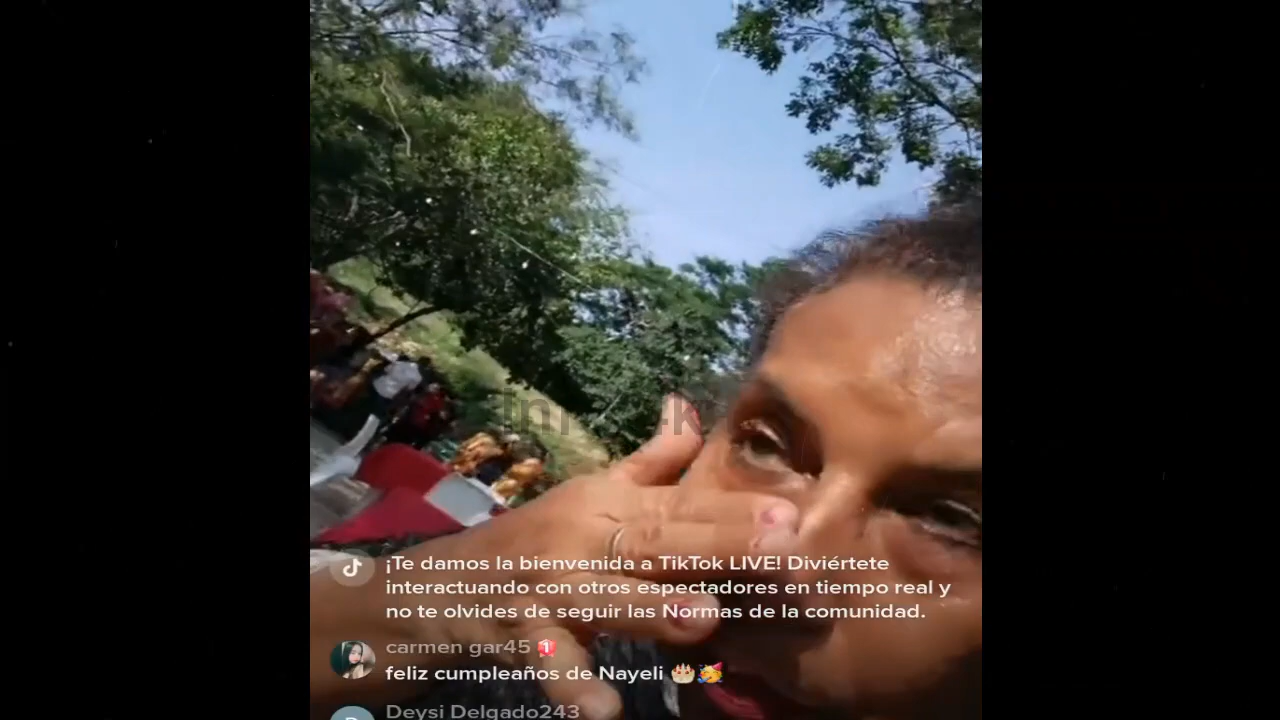 ¡Te damos la bienvenida a TikTok LIVE! Diviértete
interactuando con otros espectadores en tiempo real y
no te olvides de seguir las Normas de la comunidad.
carmen gar45 1
feliz cumpleaños de Nayeli 🎂🥳
Deysi Delgado243